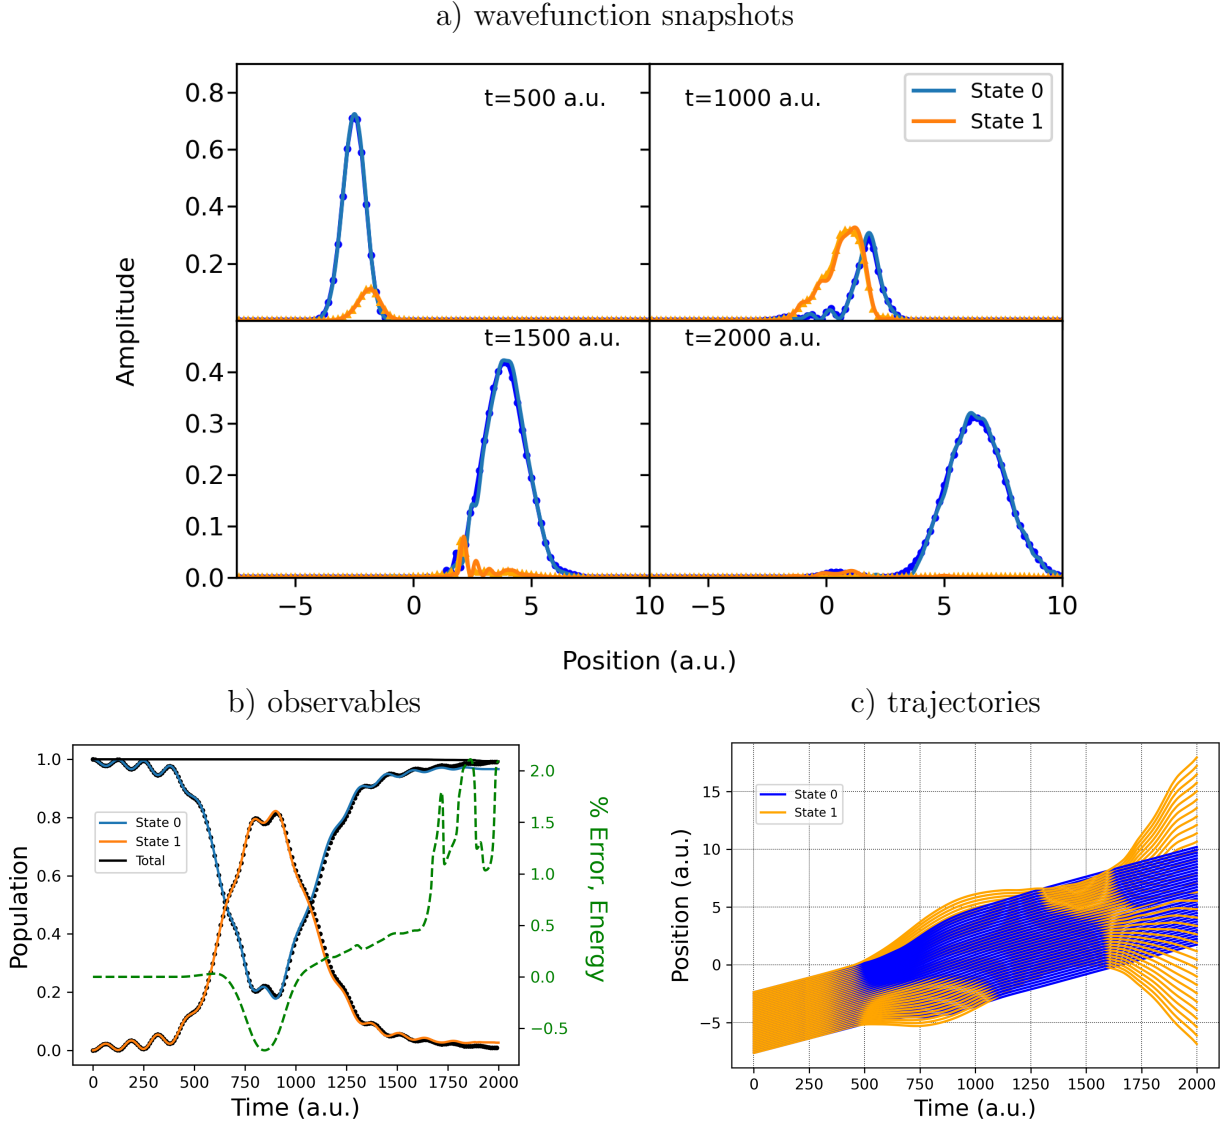 a) wavefunction snapshots
t=500 a.u.
t=1000 a.u.
State 0
State 1
0.8
0.6
0.4
0.2
Amplitude
t=1500 a.u.
t=2000 a.u.
0.4
0.3
0.2
0.1
0.0
−5 0 5 10 −5 0 5 10
Position (a.u.)
b) observables
1.0
0.8
0.6
0.4
0.2
0.0
Population
State 0
State 1
Total
2.0
1.5
1.0
0.5
0.0
−0.5
% Error, Energy
0 250 500 750 1000 1250 1500 1750 2000
Time (a.u.)
c) trajectories
State 0
State 1
15
10
5
0
−5
Position (a.u.)
0 250 500 750 1000 1250 1500 1750 2000
Time (a.u.)